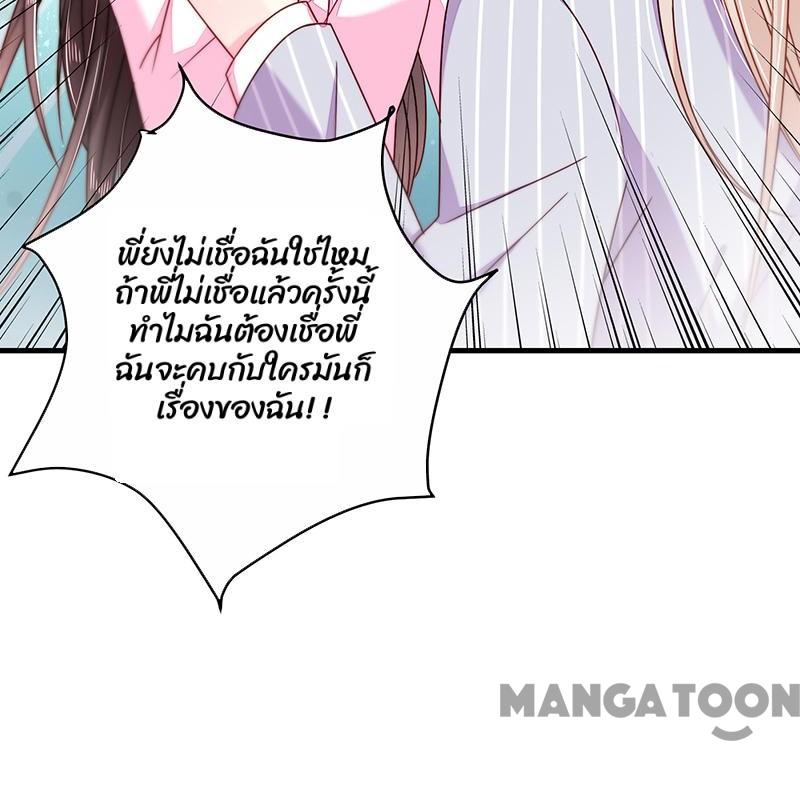 พี่ยังไม่เชื่อฉันใช่ไหม
ถ้าพี่ไม่เชื่อแล้วครั้งนี้
ทำไมฉันต้องเชื่อพี่
ฉันจะคบกับใครมันก็
เรื่องของฉัน!!
MANGATOON